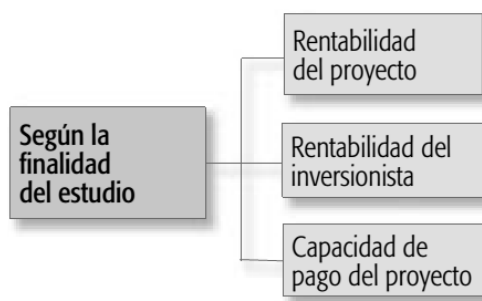 Según la
finalidad
del estudio
Rentabilidad
del proyecto
Rentabilidad del
inversionista
Capacidad de
pago del proyecto